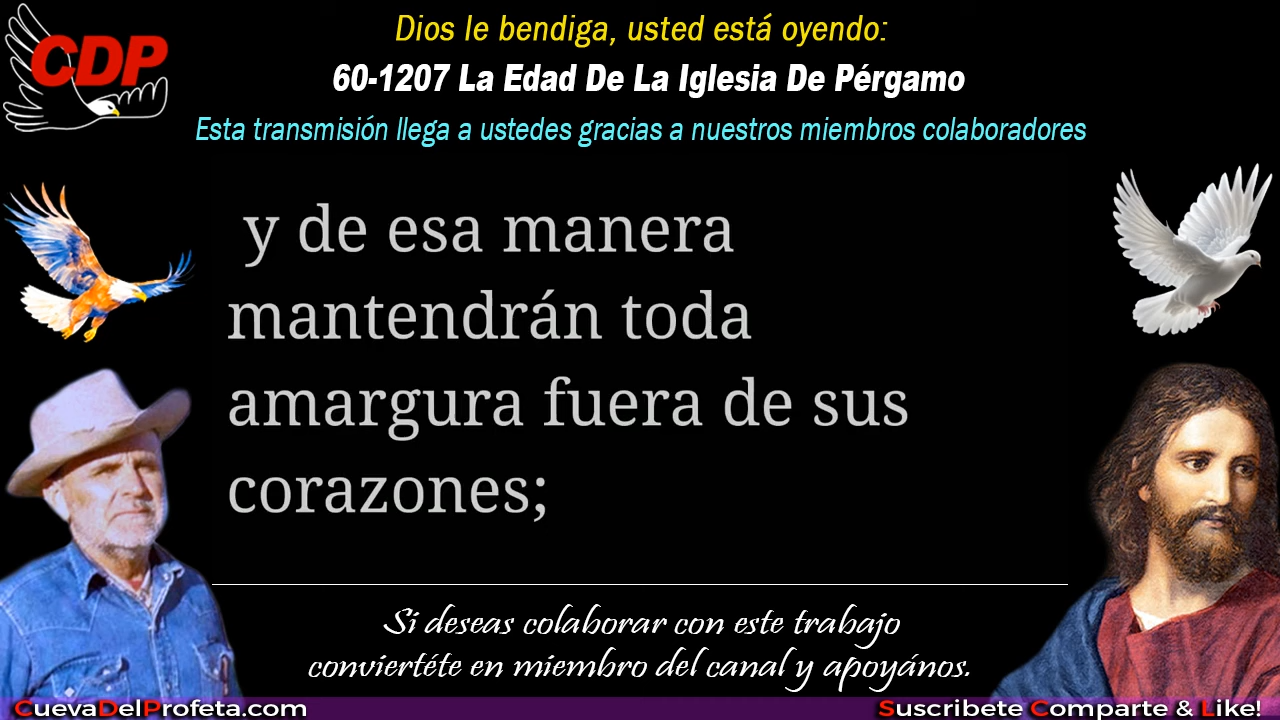 CDP
Dios le bendiga, usted está oyendo:
60-1207 La Edad De La Iglesia De Pérgamo
Esta transmisión llega a ustedes gracias a nuestros miembros colaboradores
y de esa manera
mantendrán toda
amargura fuera de sus
corazones;
Si deseas colaborar con este trabajo
conviertéte en miembro del canal y apoyános.
CuevaDelProfeta.com
Suscribete Comparte & Like!